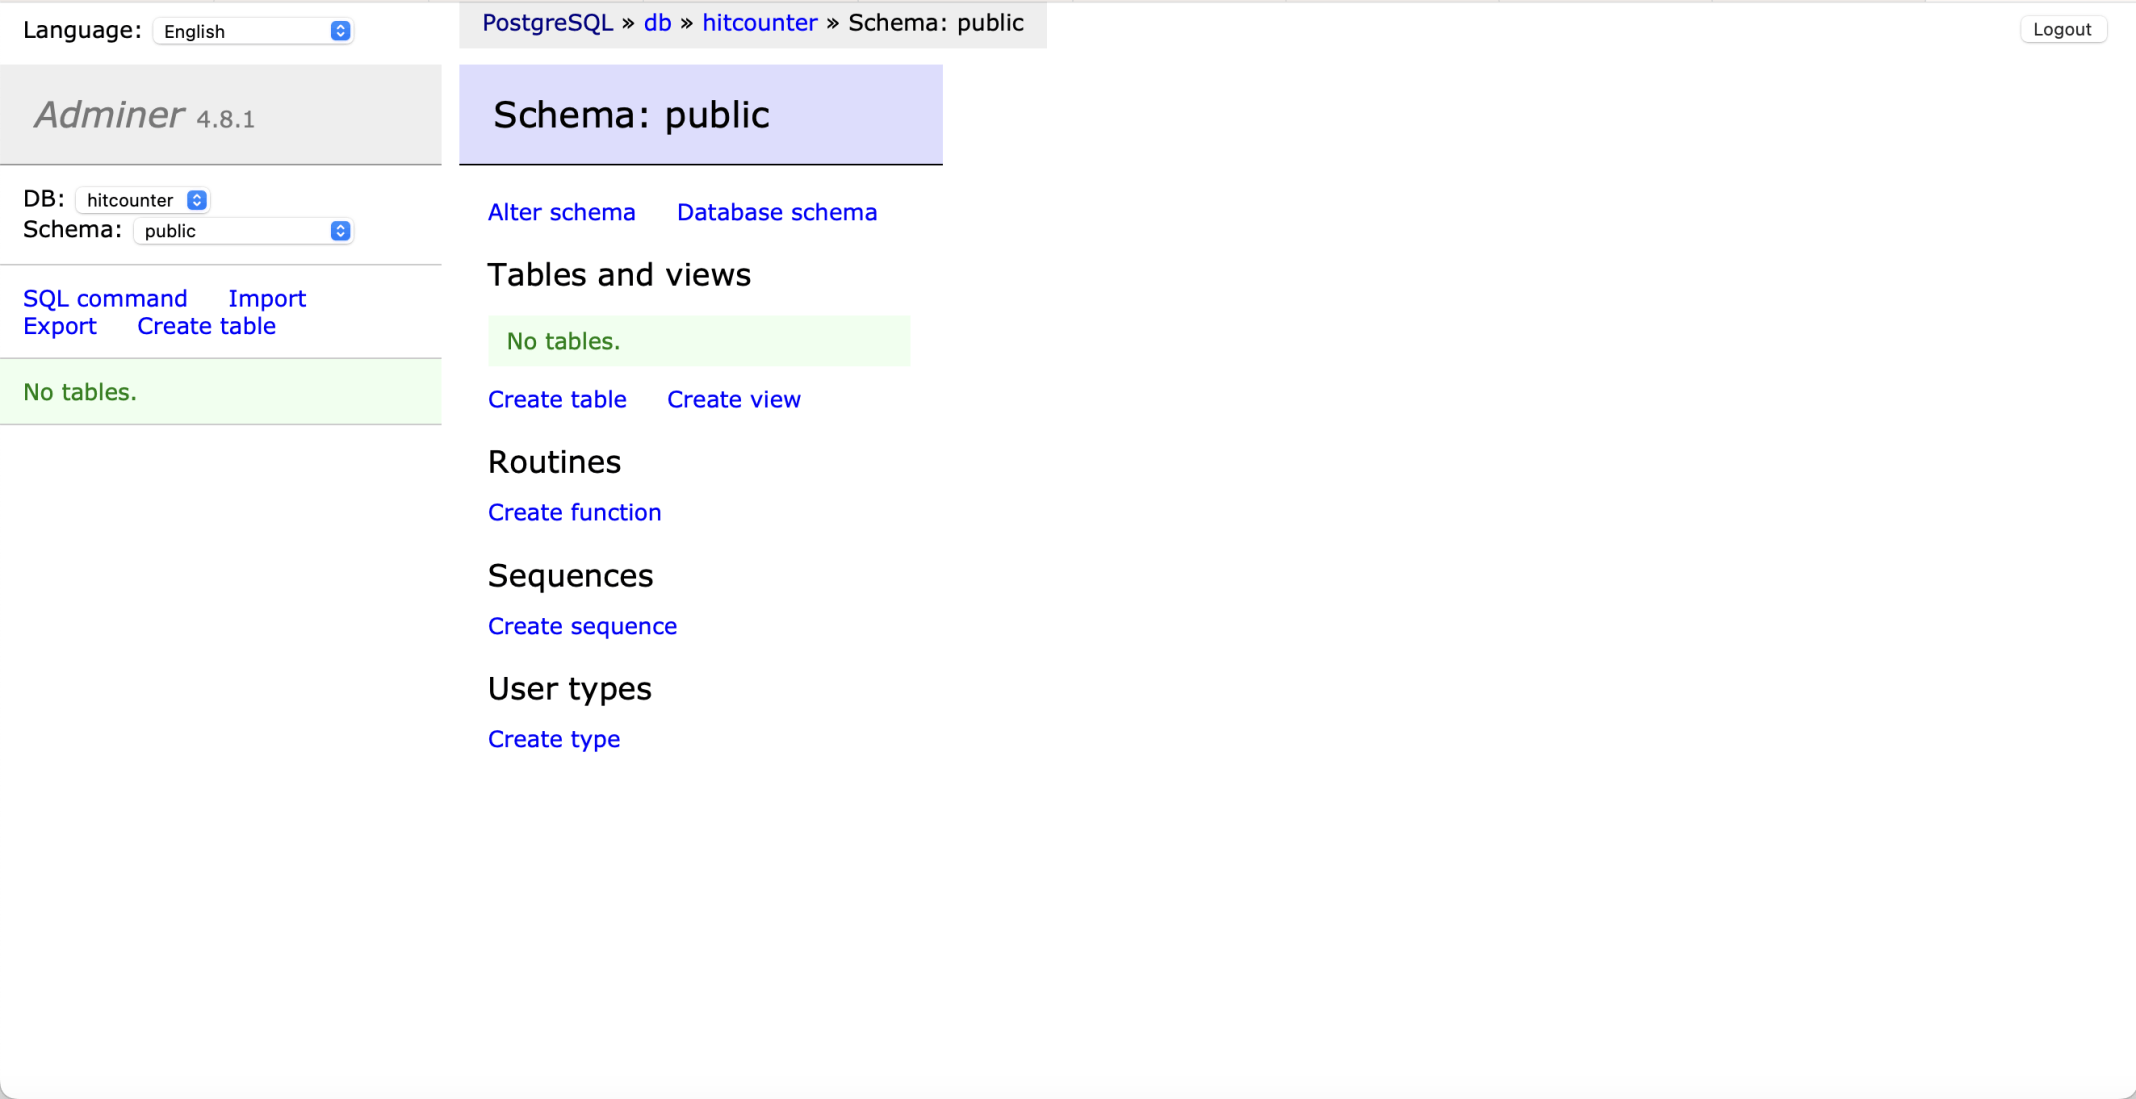 Language: English
PostgreSQL » db » hitcounter » Schema: public
Logout
Adminer 4.8.1
DB: hitcounter
Schema: public
SQL command Import
Export Create table
No tables.
Schema: public
Alter schema Database schema
Tables and views
No tables.
Create table Create view
Routines
Create function
Sequences
Create sequence
User types
Create type